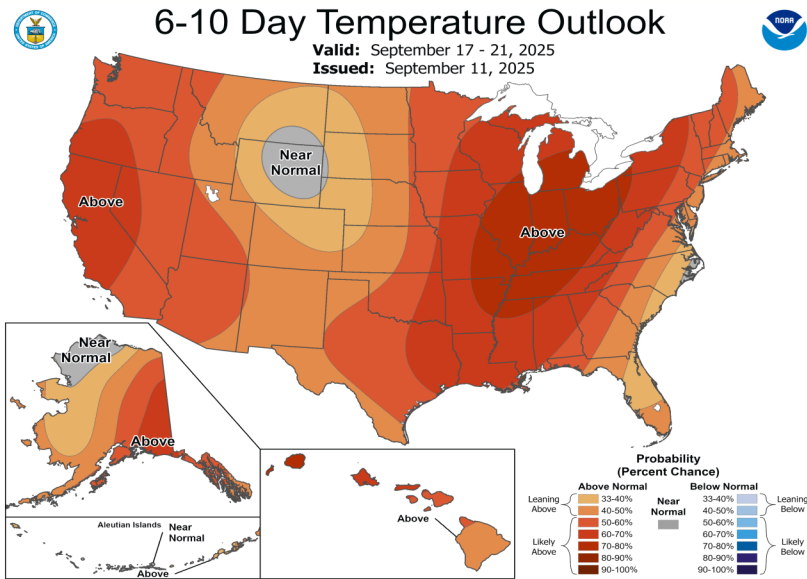 6-10 Day Temperature Outlook
Valid: September 17 - 21, 2025
Issued: September 11, 2025
NOAA
Near
Normal
Above
Above
Near
Normal
Above
Aleutian Islands
Near
Normal
Above
Above
Probability
(Percent Chance)
Above Normal
Below Normal
Leaning
Above
33-40%
40-50%
Near
Normal
33-40%
40-50%
Leaning
Below
Likely
Above
50-60%
60-70%
70-80%
80-90%
90-100%
50-60%
60-70%
70-80%
80-90%
90-100%
Likely
Below